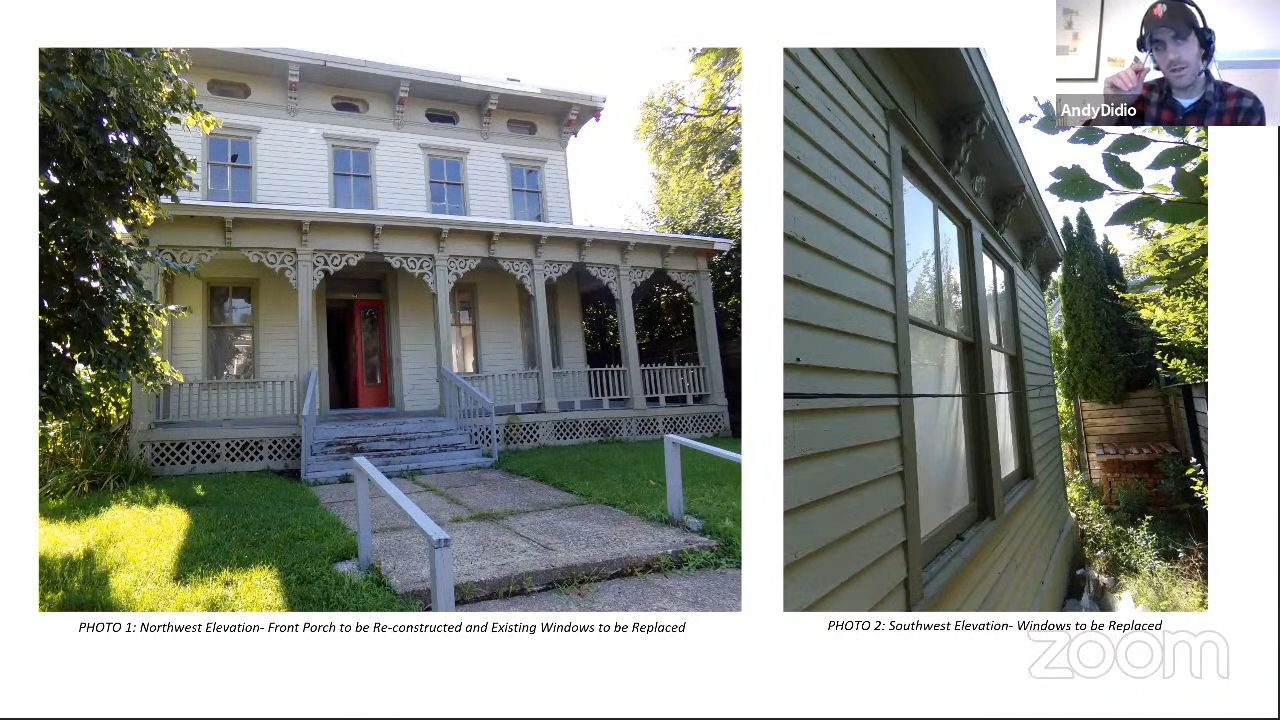 AndyDidio
PHOTO 1: Northwest Elevation- Front Porch to be Re-constructed and Existing Windows to be Replaced
PHOTO 2: Southwest Elevation- Windows to be Replaced
zoom